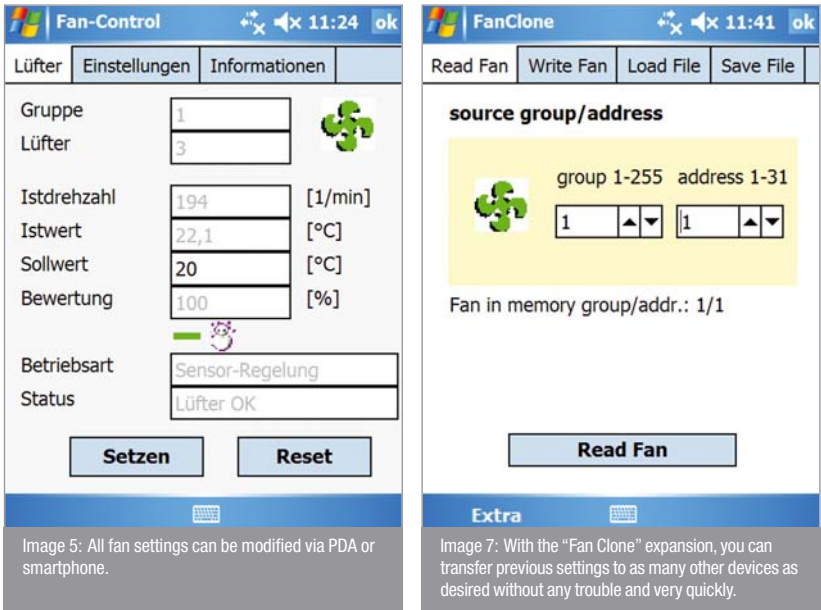 Fan-Control 11:24 ok
Lüfter Einstellungen Informationen
Gruppe 1
Lüfter 3
Istdrehzahl 194 [1/min]
Istwert 22,1 [°C]
Sollwert 20 [°C]
Bewertung 100 [%]
Betriebsart Sensor-Regelung
Status Lüfter OK
Setzen Reset
Image 5: All fan settings can be modified via PDA or
smartphone.
FanClone 11:41 ok
Read Fan Write Fan Load File Save File
source group/address
group 1-255 address 1-31
1 1
Fan in memory group/addr.: 1/1
Read Fan
Extra
Image 7: With the “Fan Clone” expansion, you can
transfer previous settings to as many other devices as
desired without any trouble and very quickly.